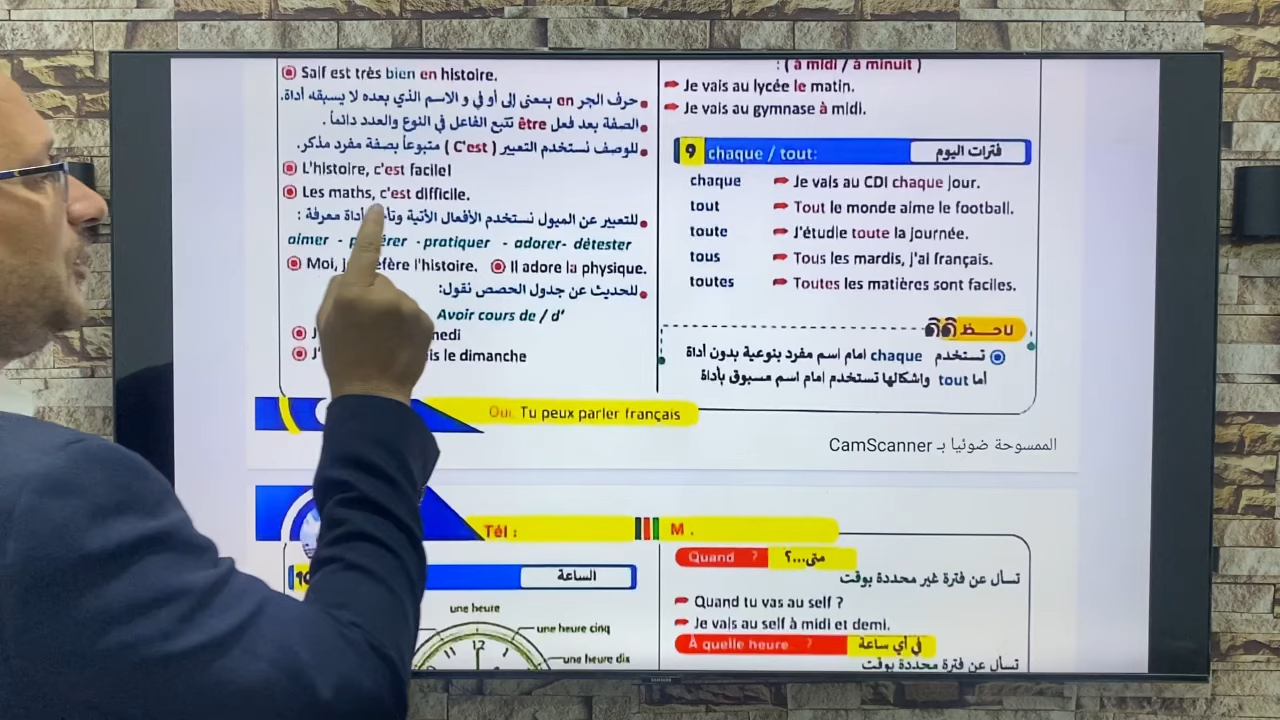 Saif est très bien en histoire.
حرف الجر en بمعنى إلى أو في و الاسم الذي بعده لا يسبقه أداة.
الصفة بعد فعل être تتبع الفاعل في النوع والعدد دائماً .
للوصف نستخدم التعبير ( C'est ) متبوعاً بصفة مفرد مذكر.
L'histoire, c'est facile!
Les maths, c'est difficile.
للتعبير عن الميول نستخدم الأفعال الأتية أداة معرفة :
aimer - - pratiquer - adorer- détester
Moi, l'histoire. Il adore la physique.
للحديث عن جدول الحصص نقول:
Avoir cours de / d'
le dimanche
Oui. Tu peux parler français
: ( à midi / à minuit )
Je vais au lycée le matin.
Je vais au gymnase à midi.
9 chaque / tout: فترات اليوم
chaque Je vais au CDI chaque jour.
tout Tout le monde aime le football.
toute J'étudie toute la journée.
tous Tous les mardis, j'ai français.
toutes Toutes les matières sont faciles.
لاحـــظ
تستخدم chaque امام اسم مفرد بنوعية بدون أداة
أما tout واشكالها تستخدم امام اسم مسبوق بأداة
الممسوحة ضوئيا بـ CamScanner
Tél : M .
الساعة
une heure
une heure cinq
une heure dix
12
11
1
Quand ? متى...؟
تسأل عن فترة غير محددة بوقت
Quand tu vas au self ?
Je vais au self à midi et demi.
À quelle heure ? في أي ساعة
تسأل عن فترة محددة بوقت
SAMSUNG